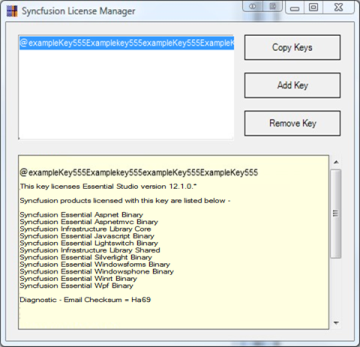 Syncfusion License Manager
@exampleKey555Examplekey555exampleKey555ExampleK
Copy Keys
Add Key
Remove Key
@exampleKey555Examplekey555exampleKey555ExampleKey555
This key licenses Essential Studio version 12.1.0.*
Syncfusion products licensed with this key are listed below -
Syncfusion Essential Aspnet Binary
Syncfusion Essential Aspnetmvc Binary
Syncfusion Infrastructure Library Core
Syncfusion Essential Javascript Binary
Syncfusion Essential Lightswitch Binary
Syncfusion Infrastructure Library Shared
Syncfusion Essential Silverlight Binary
Syncfusion Essential Windowsforms Binary
Syncfusion Essential Windowsphone Binary
Syncfusion Essential Winrt Binary
Syncfusion Essential Wpf Binary
Diagnostic - Email Checksum = Ha69